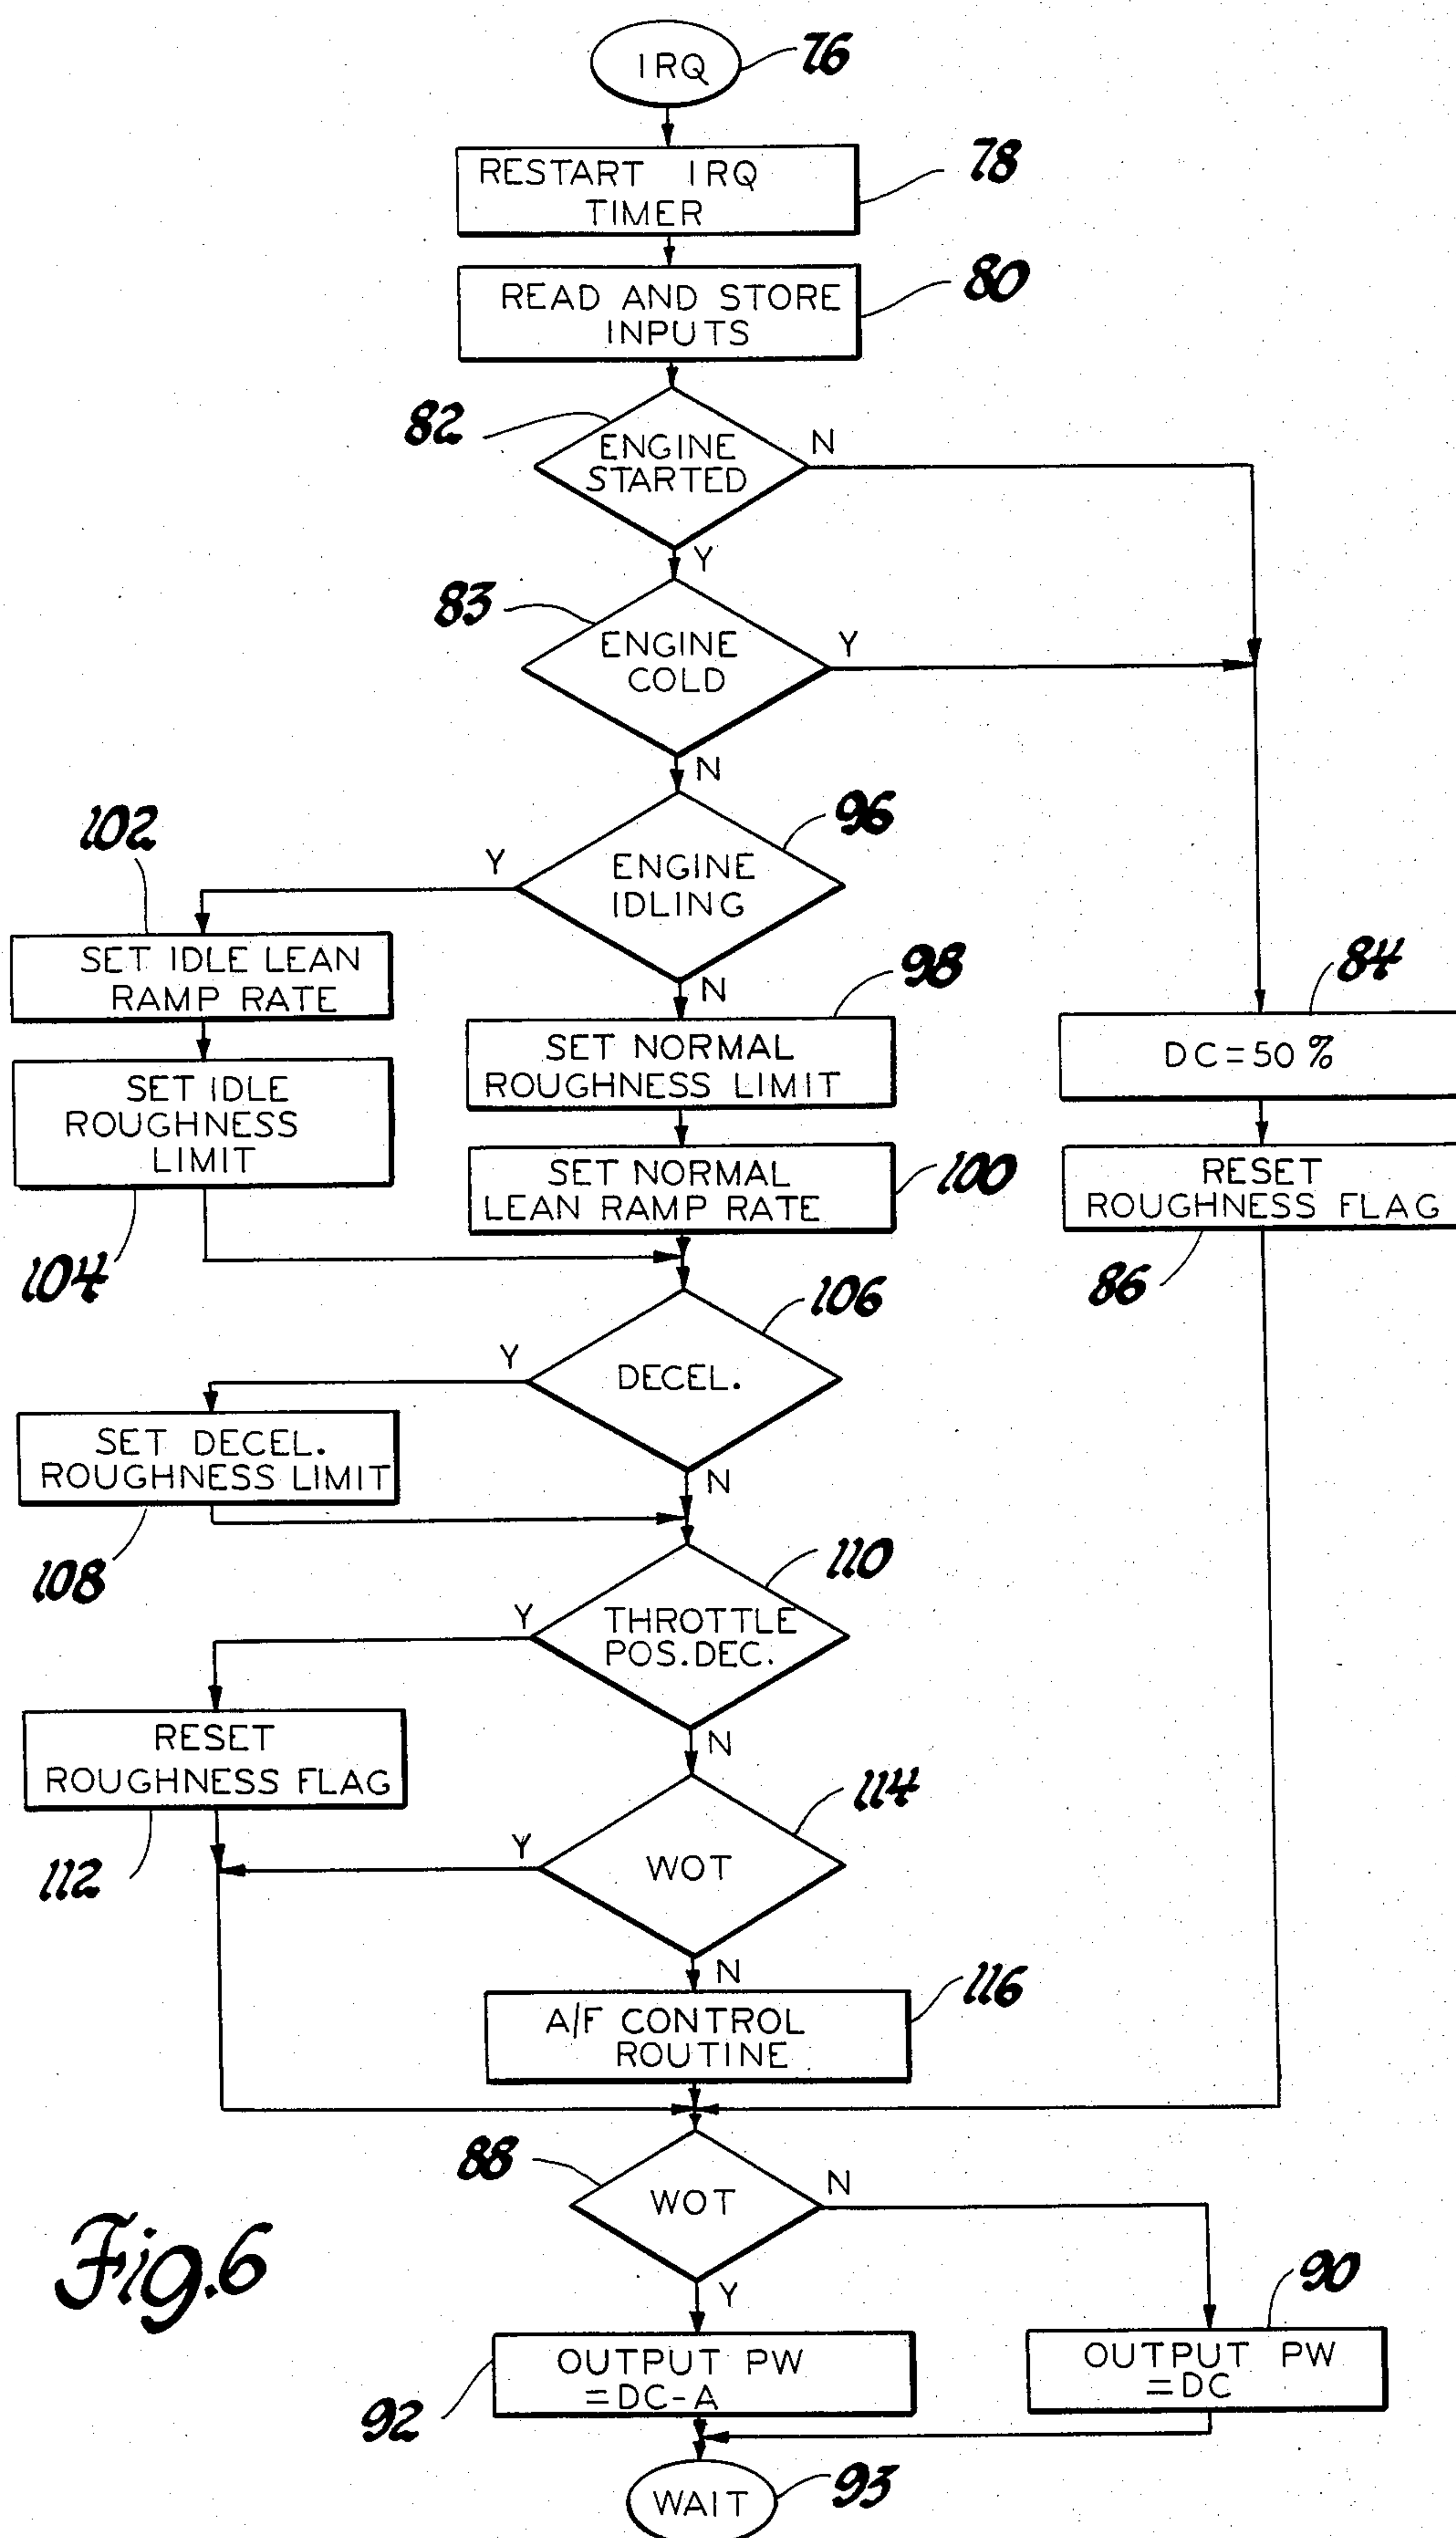 IRQ
76
RESTART IRQ
TIMER
78
READ AND STORE
INPUTS
80
82
ENGINE
STARTED
N
Y
83
ENGINE
COLD
Y
N
96
ENGINE
IDLING
Y
N
102
SET IDLE LEAN
RAMP RATE
98
SET NORMAL
ROUGHNESS LIMIT
84
DC=50%
SET IDLE
ROUGHNESS
LIMIT
104
SET NORMAL
LEAN RAMP RATE
100
RESET
ROUGHNESS FLAG
86
106
DECEL.
Y
N
SET DECEL.
ROUGHNESS LIMIT
108
110
THROTTLE
POS.DEC.
Y
N
RESET
ROUGHNESS FLAG
112
114
WOT
Y
N
A/F CONTROL
ROUTINE
116
88
WOT
N
Y
Fig.6
90
OUTPUT PW
=DC-A
92
OUTPUT PW
=DC
WAIT
93